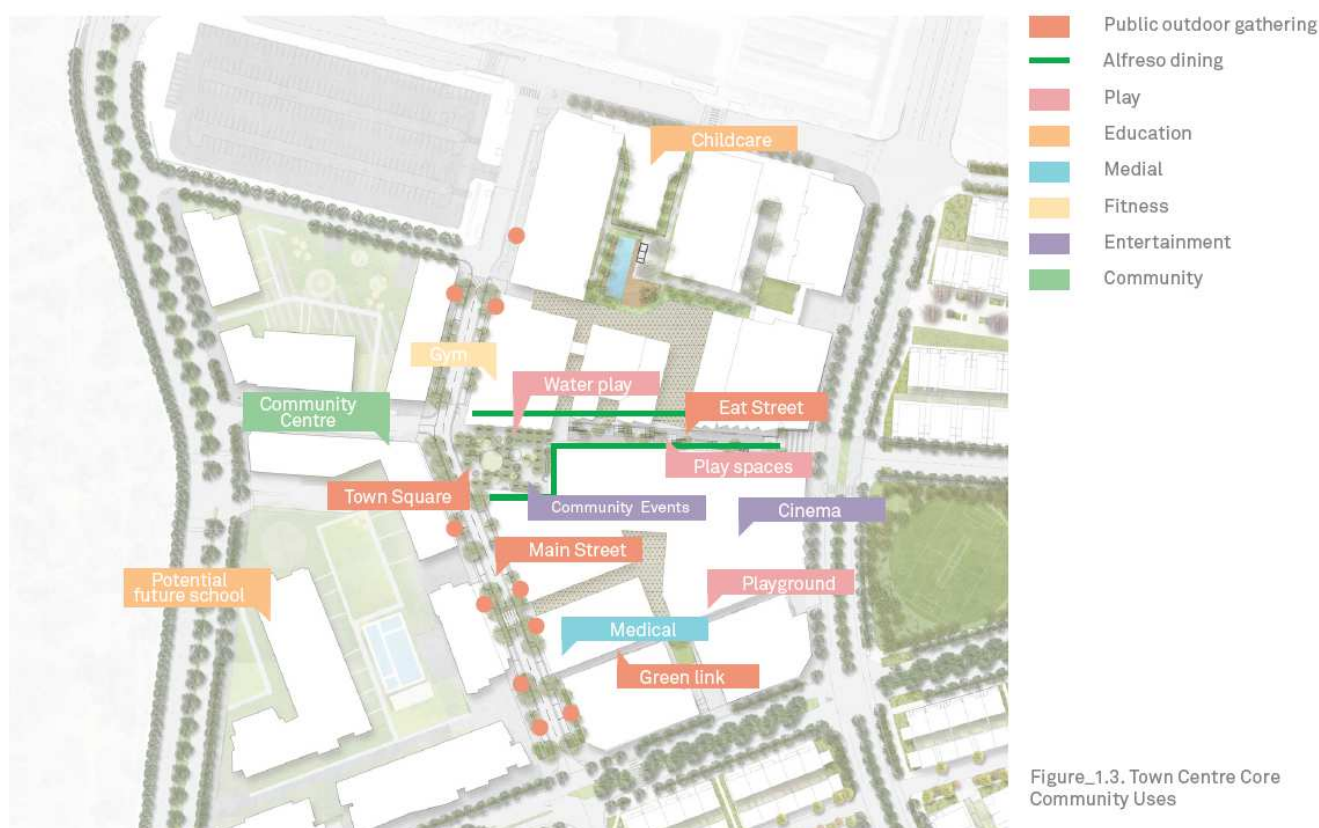 Public outdoor gathering
Alfreso dining
Play
Education
Medial
Fitness
Entertainment
Community
Childcare
Gym
Water play
Community
Centre
Eat Street
Play spaces
Town Square
Community Events
Cinema
Main Street
Potential
future school
Playground
Medical
Green link
Figure_1.3. Town Centre Core
Community Uses